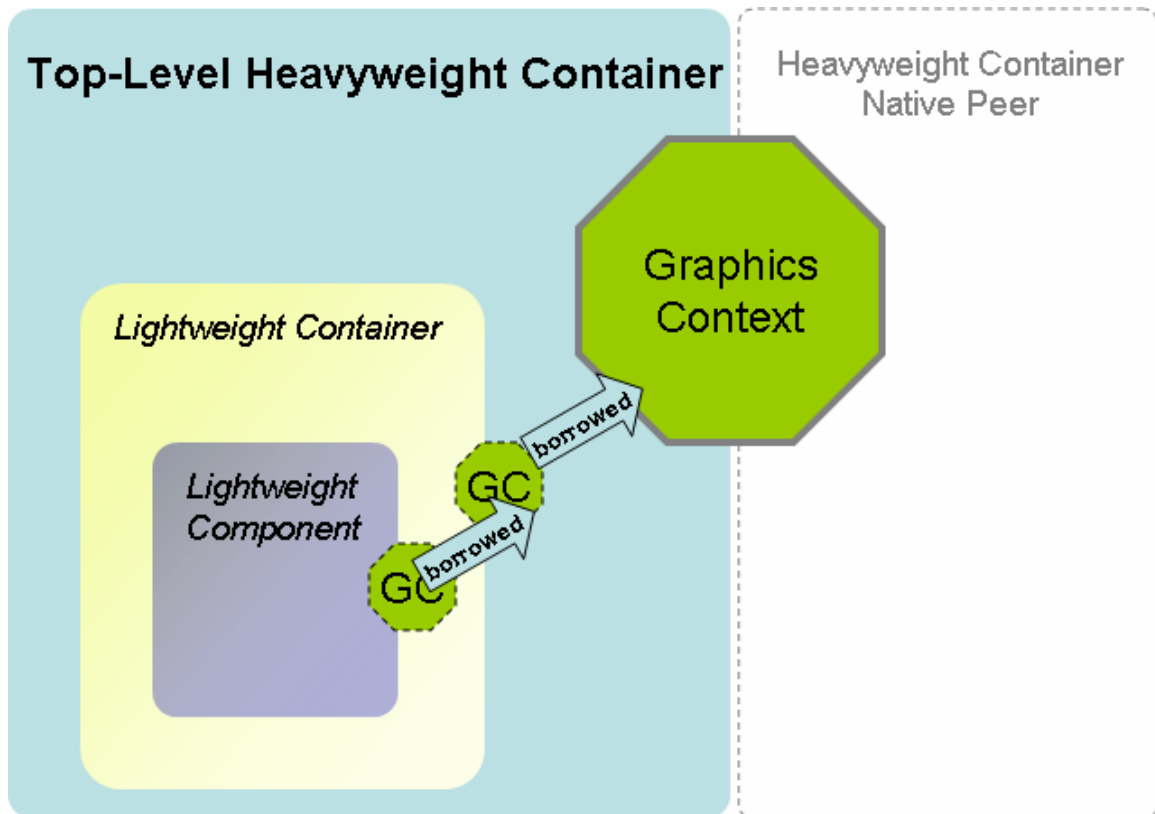 Top-Level Heavyweight Container
Heavyweight Container
Native Peer
Graphics
Context
Lightweight Container
borrowed
Lightweight
Component
GC
borrowed
GC